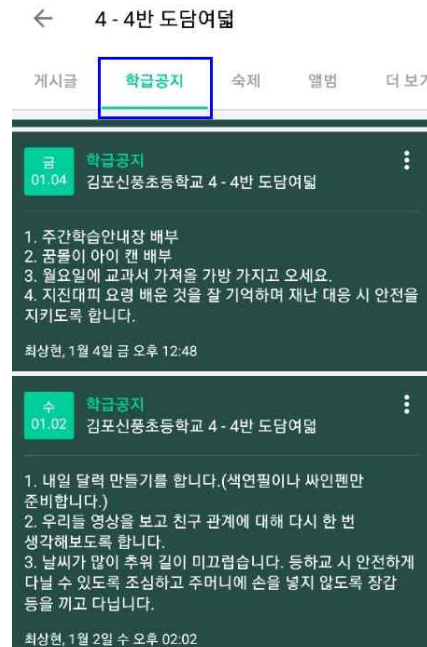 ← 4 - 4반 도담여덟
게시글 학급공지 숙제 앨범 더 보기
금
01.04
학급공지
김포신풍초등학교 4 - 4반 도담여덟
1. 주간학습안내장 배부
2. 꿈몰이 아이 캔 배부
3. 월요일에 교과서 가져올 가방 가지고 오세요.
4. 지진대피 요령 배운 것을 잘 기억하며 재난 대응 시 안전을
지키도록 합니다.
최상현, 1월 4일 금 오후 12:48
수
01.02
학급공지
김포신풍초등학교 4 - 4반 도담여덟
1. 내일 달력 만들기를 합니다.(색연필이나 싸인펜만
준비합니다.)
2. 우리들 영상을 보고 친구 관계에 대해 다시 한 번
생각해보도록 합니다.
3. 날씨가 많이 추워 길이 미끄럽습니다. 등하교 시 안전하게
다닐 수 있도록 조심하고 주머니에 손을 넣지 않도록 장갑
등을 끼고 다닙니다.
최상현, 1월 2일 수 오후 02:02